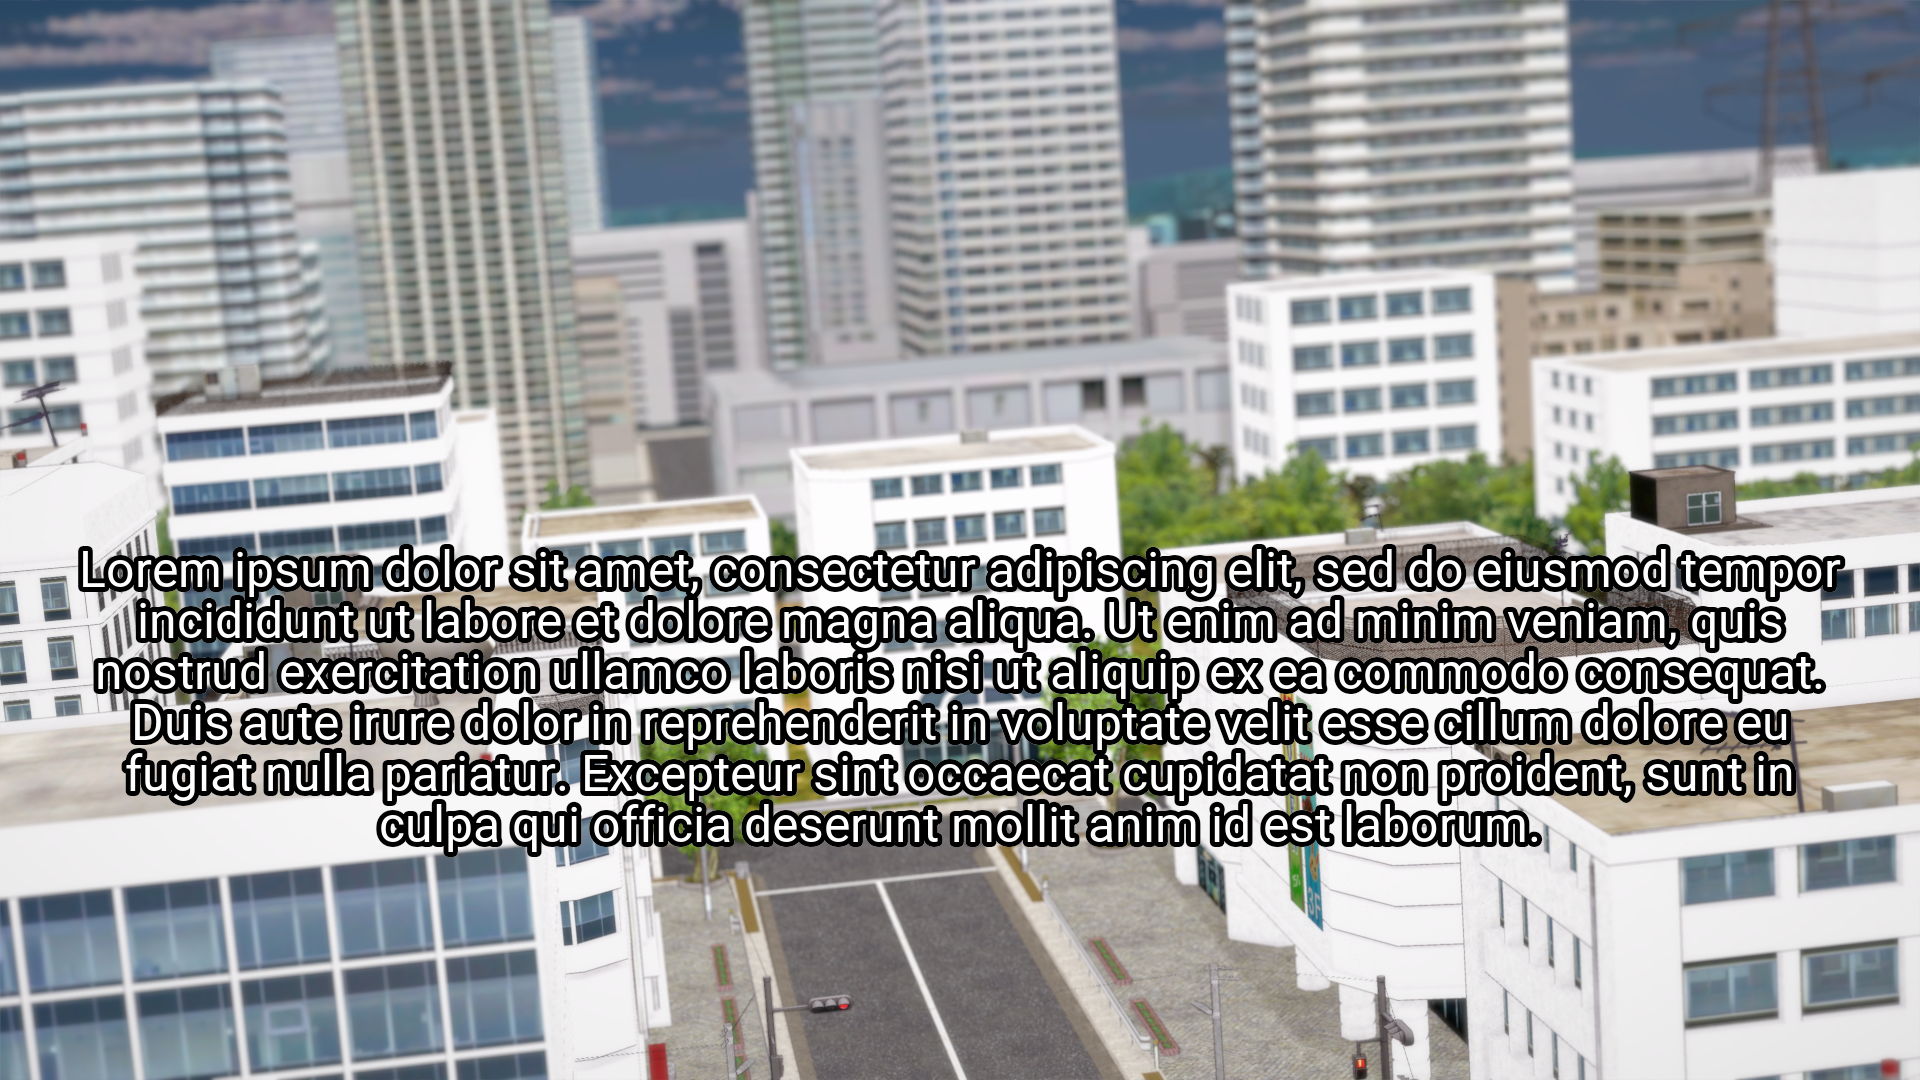 Lorem ipsum dolor sit amet, consectetur adipiscing elit, sed do eiusmod tempor
incididunt ut labore et dolore magna aliqua. Ut enim ad minim veniam, quis
nostrud exercitation ullamco laboris nisi ut aliquip ex ea commodo consequat.
Duis aute irure dolor in reprehenderit in voluptate velit esse cillum dolore eu
fugiat nulla pariatur. Excepteur sint occaecat cupidatat non proident, sunt in
culpa qui officia deserunt mollit anim id est laborum.
3F